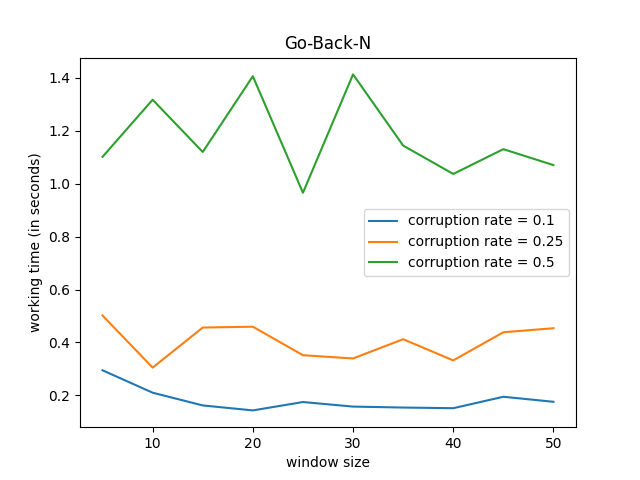 Go-Back-N
1.4
1.2
1.0
0.8
0.6
0.4
0.2
working time (in seconds)
corruption rate = 0.1
corruption rate = 0.25
corruption rate = 0.5
10 20 30 40 50
window size